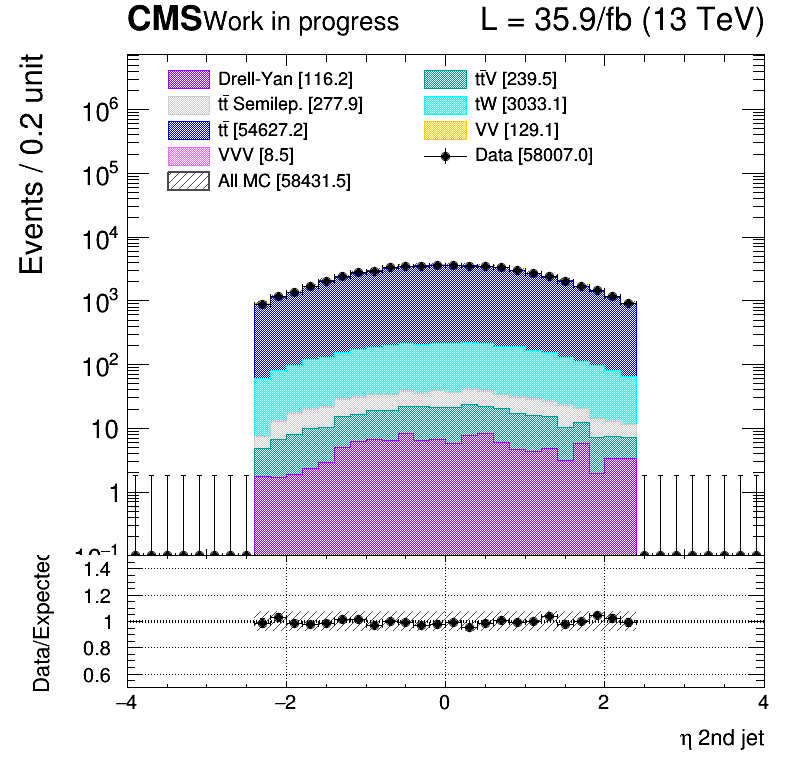 CMS Work in progress L = 35.9/fb (13 TeV)
Events / 0.2 unit
Drell-Yan [116.2] tt̄V [239.5]
tt̄ Semilep. [277.9] tW [3033.1]
tt̄ [54627.2] VV [129.1]
VVV [8.5] Data [58007.0]
All MC [58431.5]
10⁶
10⁵
10⁴
10³
10²
10
1
10⁻¹
Data/Expected
1.4
1.2
1
0.8
0.6
−4 −2 0 2 4
η 2nd jet